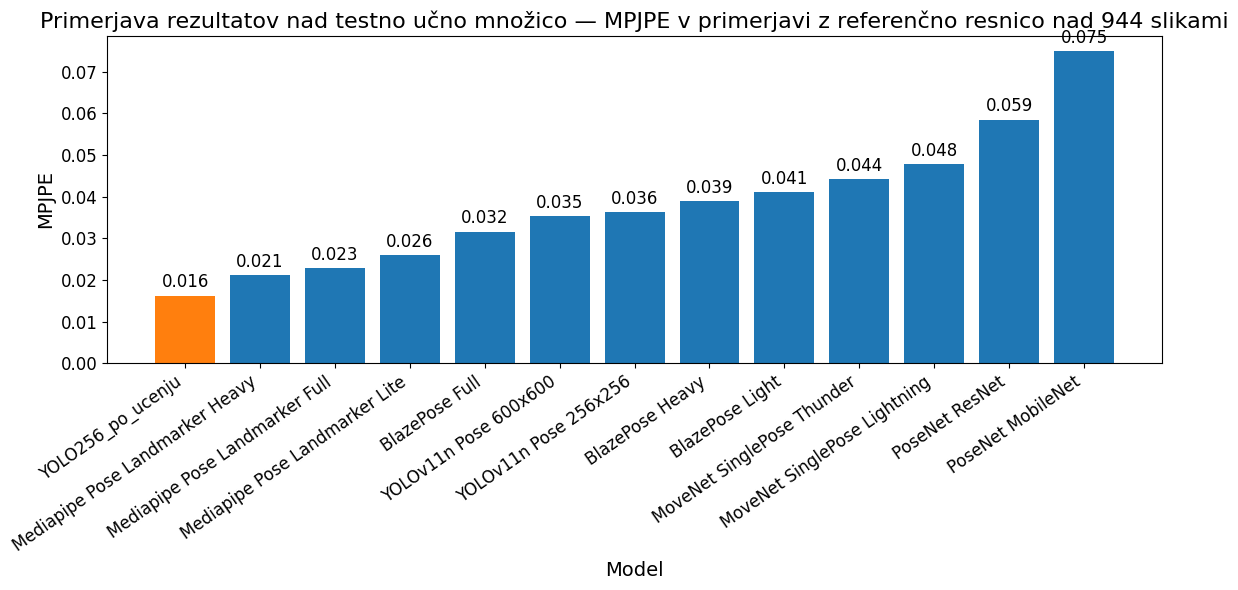 Primerjava rezultatov nad testno učno množico — MPJPE v primerjavi z referenčno resnico nad 944 slikami
MPJPE
0.07
0.06
0.05
0.04
0.03
0.02
0.01
0.00
0.016
0.021
0.023
0.026
0.032
0.035
0.036
0.039
0.041
0.044
0.048
0.059
0.075
YOLO256_po_ucenju
Mediapipe Pose Landmarker Heavy
Mediapipe Pose Landmarker Full
Mediapipe Pose Landmarker Lite
BlazePose Full
YOLOv11n Pose 600x600
YOLOv11n Pose 256x256
BlazePose Heavy
BlazePose Light
MoveNet SinglePose Thunder
MoveNet SinglePose Lightning
PoseNet ResNet
PoseNet MobileNet
Model